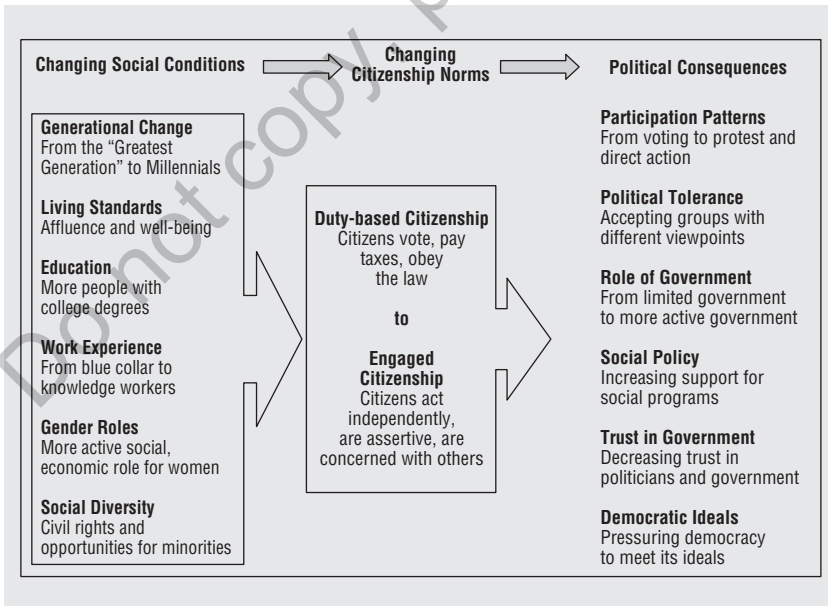 Changing Social Conditions
Changing
Citizenship Norms
Political Consequences
Generational Change
From the “Greatest
Generation” to Millennials
Living Standards
Affluence and well-being
Education
More people with
college degrees
Work Experience
From blue collar to
knowledge workers
Gender Roles
More active social,
economic role for women
Social Diversity
Civil rights and
opportunities for minorities
Duty-based Citizenship
Citizens vote, pay
taxes, obey
the law
to
Engaged
Citizenship
Citizens act
independently,
are assertive, are
concerned with others
Participation Patterns
From voting to protest and
direct action
Political Tolerance
Accepting groups with
different viewpoints
Role of Government
From limited government
to more active government
Social Policy
Increasing support for
social programs
Trust in Government
Decreasing trust in
politicians and government
Democratic Ideals
Pressuring democracy
to meet its ideals
Do not copy,